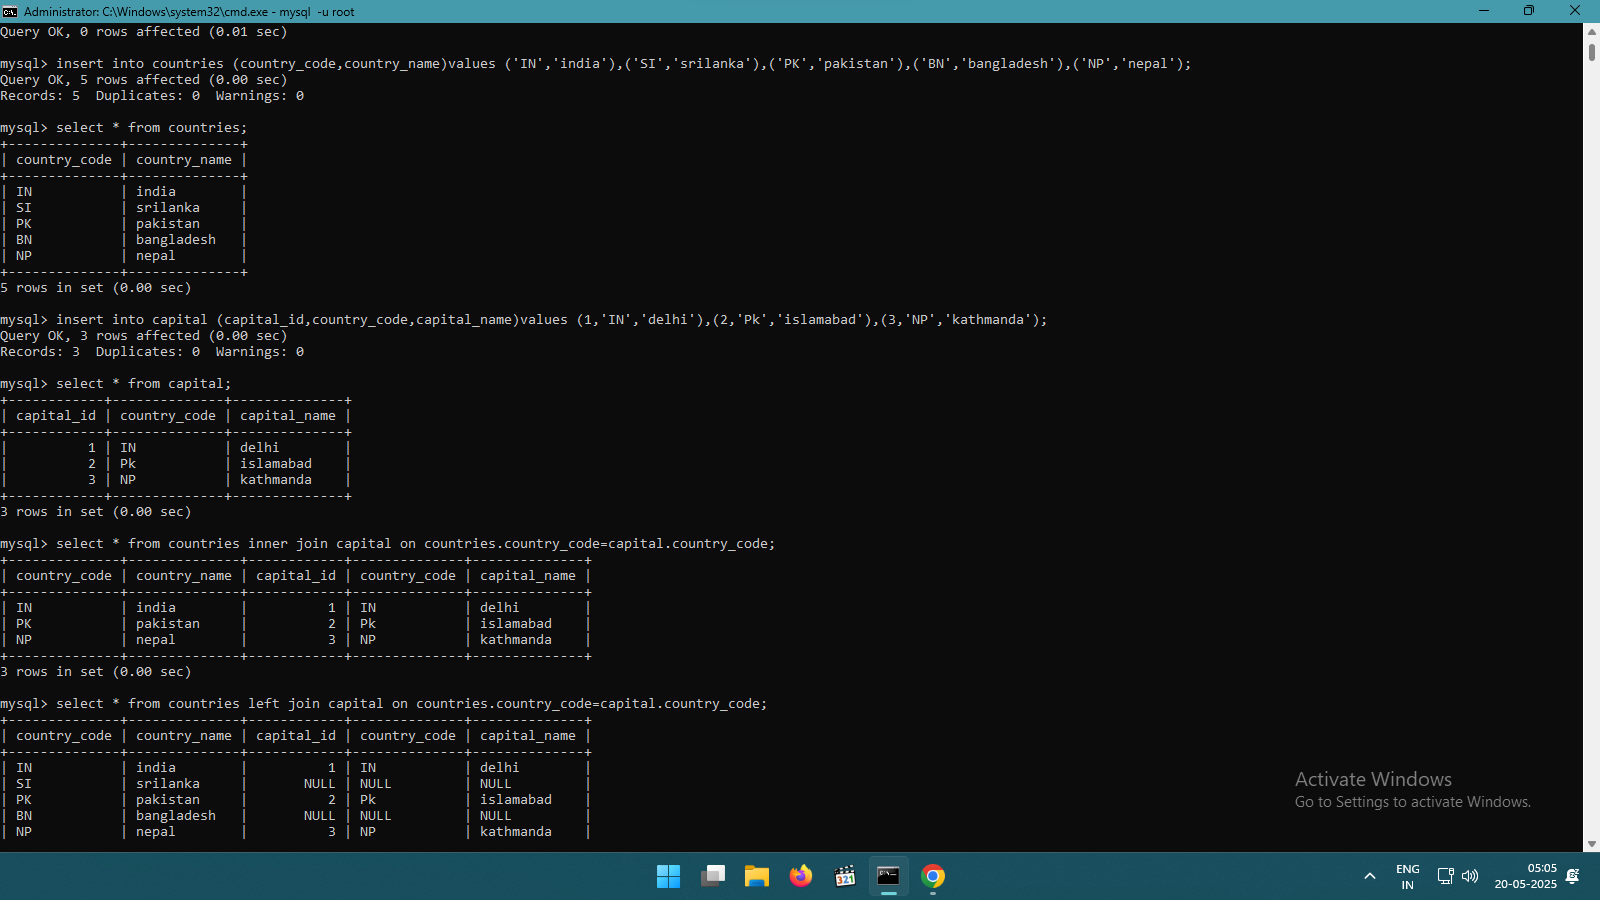 Administrator: C:\Windows\system32\cmd.exe - mysql  -u root
Query OK, 0 rows affected (0.01 sec)

mysql> insert into countries (country_code,country_name)values ('IN','india'),('SI','srilanka'),('PK','pakistan'),('BN','bangladesh'),('NP','nepal');
Query OK, 5 rows affected (0.00 sec)
Records: 5  Duplicates: 0  Warnings: 0

mysql> select * from countries;
+--------------+--------------+
| country_code | country_name |
+--------------+--------------+
| IN           | india        |
| SI           | srilanka     |
| PK           | pakistan     |
| BN           | bangladesh   |
| NP           | nepal        |
+--------------+--------------+
5 rows in set (0.00 sec)

mysql> insert into capital (capital_id,country_code,capital_name)values (1,'IN','delhi'),(2,'Pk','islamabad'),(3,'NP','kathmanda');
Query OK, 3 rows affected (0.00 sec)
Records: 3  Duplicates: 0  Warnings: 0

mysql> select * from capital;
+------------+--------------+--------------+
| capital_id | country_code | capital_name |
+------------+--------------+--------------+
|          1 | IN           | delhi        |
|          2 | Pk           | islamabad    |
|          3 | NP           | kathmanda    |
+------------+--------------+--------------+
3 rows in set (0.00 sec)

mysql> select * from countries inner join capital on countries.country_code=capital.country_code;
+--------------+--------------+------------+--------------+--------------+
| country_code | country_name | capital_id | country_code | capital_name |
+--------------+--------------+------------+--------------+--------------+
| IN           | india        |          1 | IN           | delhi        |
| PK           | pakistan     |          2 | Pk           | islamabad    |
| NP           | nepal        |          3 | NP           | kathmanda    |
+--------------+--------------+------------+--------------+--------------+
3 rows in set (0.00 sec)

mysql> select * from countries left join capital on countries.country_code=capital.country_code;
+--------------+--------------+------------+--------------+--------------+
| country_code | country_name | capital_id | country_code | capital_name |
+--------------+--------------+------------+--------------+--------------+
| IN           | india        |          1 | IN           | delhi        |
| SI           | srilanka     |       NULL | NULL         | NULL         |
| PK           | pakistan     |          2 | Pk           | islamabad    |
| BN           | bangladesh   |       NULL | NULL         | NULL         |
| NP           | nepal        |          3 | NP           | kathmanda    |
Activate Windows
Go to Settings to activate Windows.
321
ENG
IN
05:05
20-05-2025